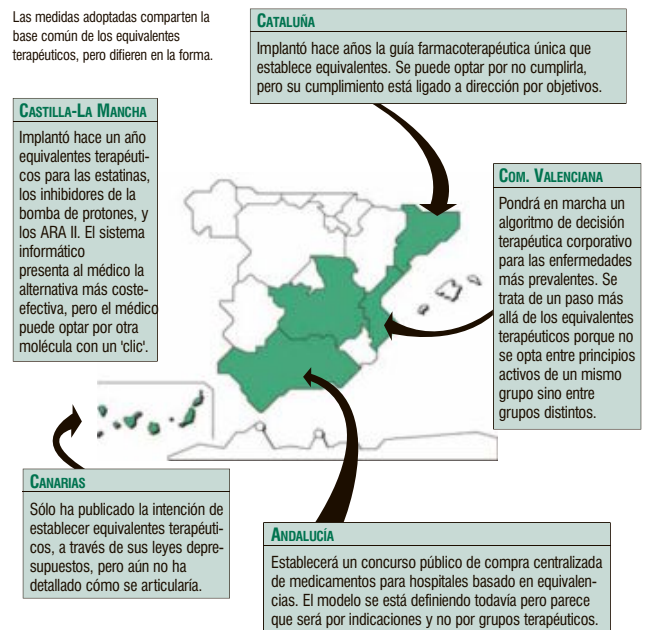 Las medidas adoptadas comparten la
base común de los equivalentes
terapéuticos, pero difieren en la forma.
CATALUÑA
Implantó hace años la guía farmacoterapéutica única que
establece equivalentes. Se puede optar por no cumplirla,
pero su cumplimiento está ligado a dirección por objetivos.
CASTILLA-LA MANCHA
Implantó hace un año
equivalentes terapéuti-
cos para las estatinas,
los inhibidores de la
bomba de protones, y
los ARA II. El sistema
informático
presenta al médico la
alternativa más coste-
efectiva, pero el médico
puede optar por otra
molécula con un 'clic'.
COM. VALENCIANA
Pondrá en marcha un
algoritmo de decisión
terapéutica corporativo
para las enfermedades
más prevalentes. Se
trata de un paso más
allá de los equivalentes
terapéuticos porque no
se opta entre principios
activos de un mismo
grupo sino entre
grupos distintos.
CANARIAS
Sólo ha publicado la intención de
establecer equivalentes terapéuti-
cos, a través de sus leyes depre-
supuestos, pero aún no ha
detallado cómo se articularía.
ANDALUCÍA
Establecerá un concurso público de compra centralizada
de medicamentos para hospitales basado en equivalen-
cias. El modelo se está definiendo todavía pero parece
que será por indicaciones y no por grupos terapéuticos.